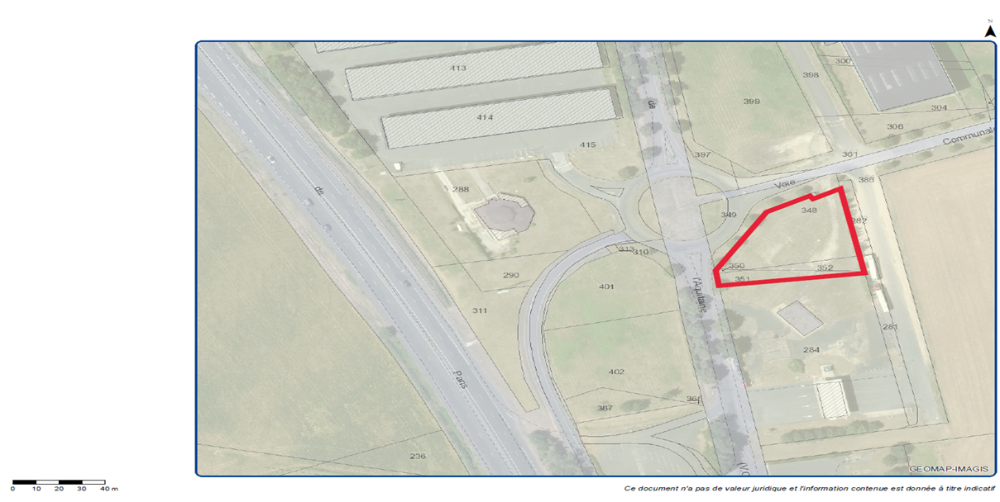 N
413
300
398
399
304
414
306
de
Communale
415
397
361
386
Voie
288
de
348
349
282
313
310
350
352
290
351
401
l'Aquitaine
311
281
284
402
Paris
387
236
GEOMAP-IMAGIS
0 10 20 30 40 m
Ce document n'a pas de valeur juridique et l'information contenue est donnée à titre indicatif